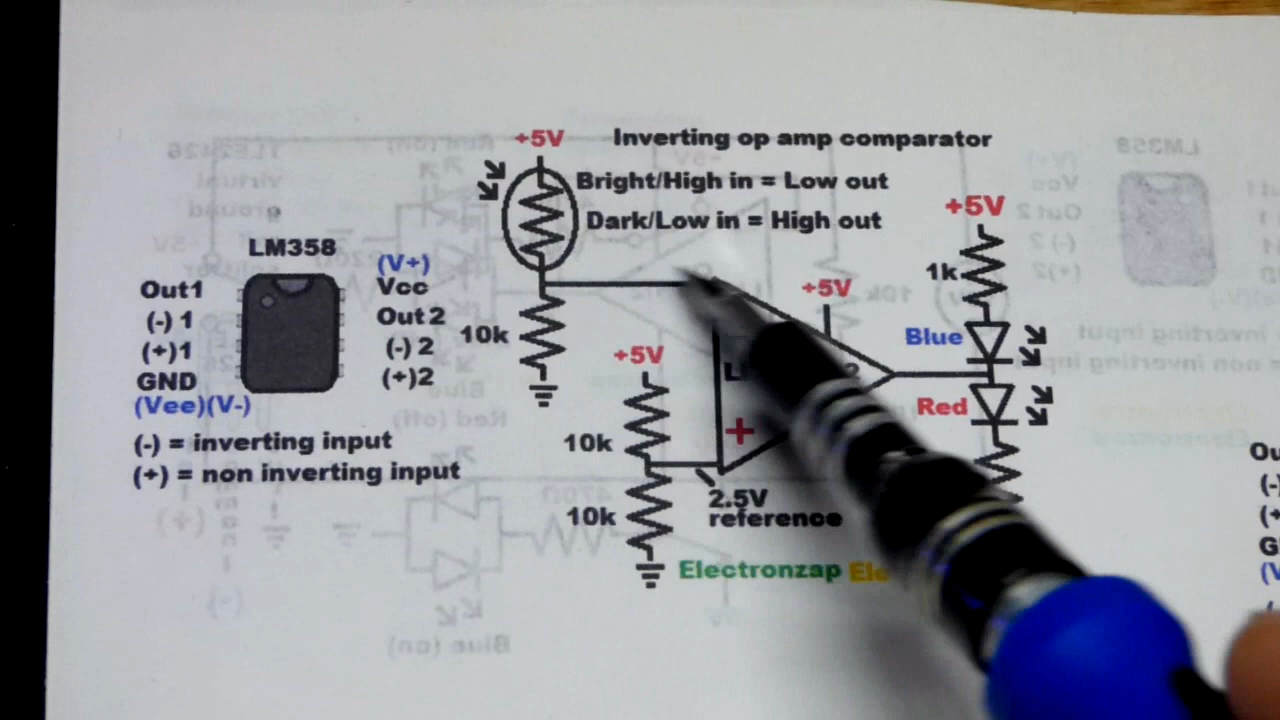 +5V
Inverting op amp comparator
Bright/High in = Low out
Dark/Low in = High out
+5V
LM358
(V+)
Vcc
Out1
Out 2
(-) 1
(-) 2
(+)1
(+)2
GND
(Vee)(V-)
(-) = inverting input
(+) = non inverting input
10k
+5V
1k
Blue
Red
+5V
+
10k
10k
2.5V
reference
Electronzap